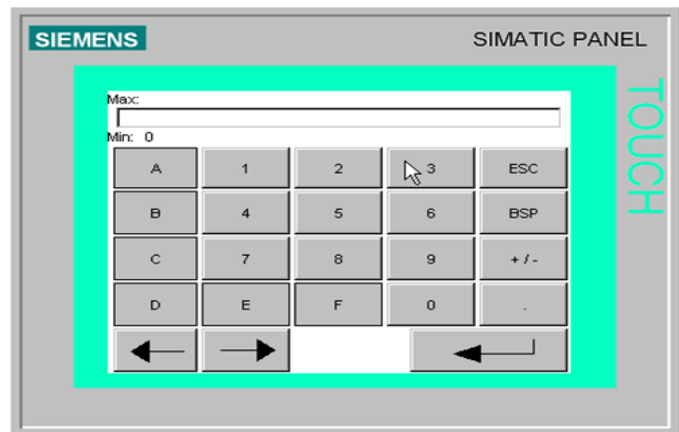 SIEMENS SIMATIC PANEL
TOUCH
Max:
Min: 0
A 1 2 3 ESC
B 4 5 6 BSP
C 7 8 9 + / -
D E F 0 .